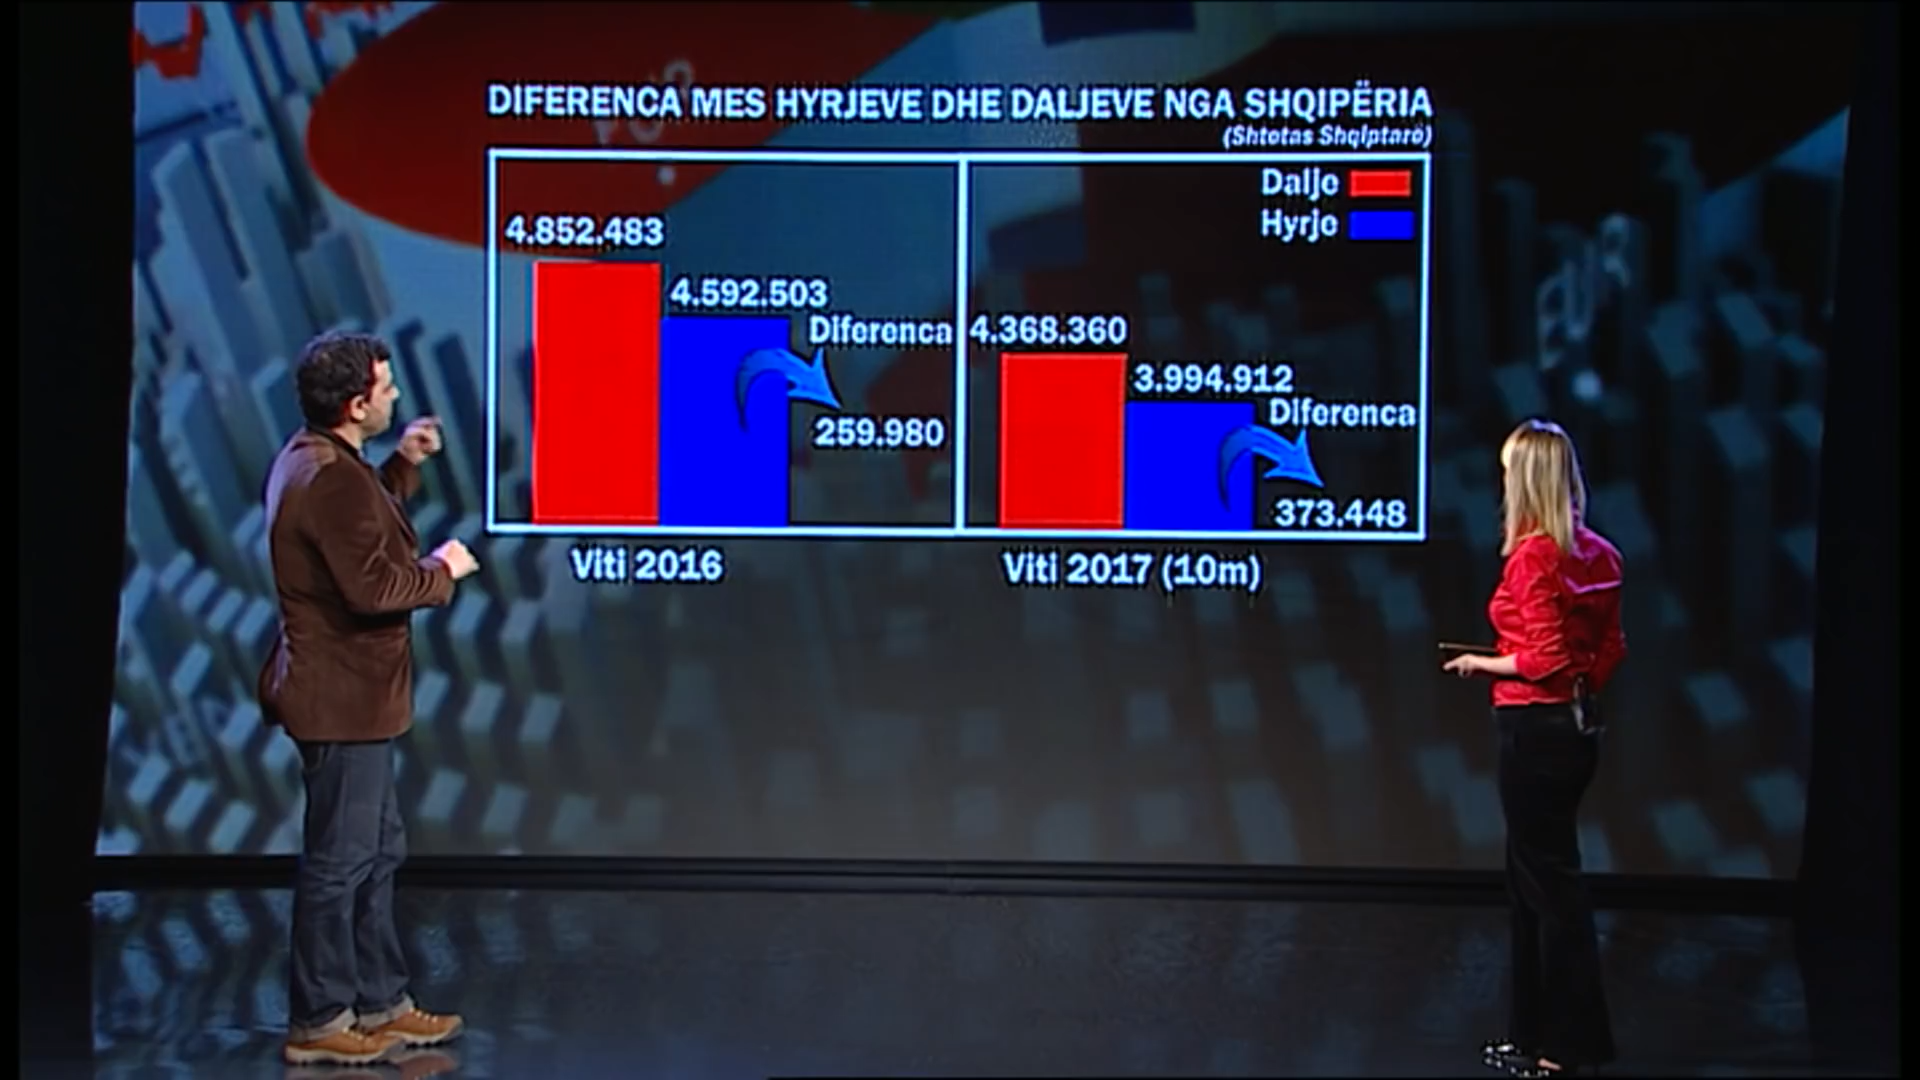 DIFERENCA MES HYRJEVE DHE DALJEVE NGA SHQIPËRIA
(Shtetas Shqiptarë)
Dalje
Hyrje
4.852.483
4.592.503
Diferenca
259.980
4.368.360
3.994.912
Diferenca
373.448
Viti 2016
Viti 2017 (10m)